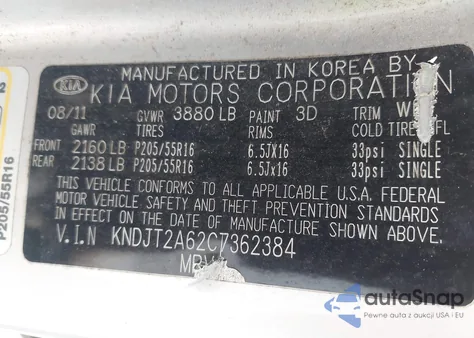 MANUFACTURED IN KOREA BY
KIA KIA MOTORS CORPORATION
08/11 GVWR 3880 LB PAINT 3D TRIM
GAWR TIRES RIMS COLD TIRE
FRONT 2160 LB P205/55R16 6.5Jx16 33psi SINGLE
REAR 2138 LB P205/55R16 6.5Jx16 33psi SINGLE
THIS VEHICLE CONFORMS TO ALL APPLICABLE U.S.A. FEDERAL
MOTOR VEHICLE SAFETY AND THEFT PREVENTION STANDARDS
IN EFFECT ON THE DATE OF MANUFACTURE SHOWN ABOVE.
V.I.N KNDJT2A62C7362384
P205/55R16
autoSnap
Pewne auta z aukcji USA i EU